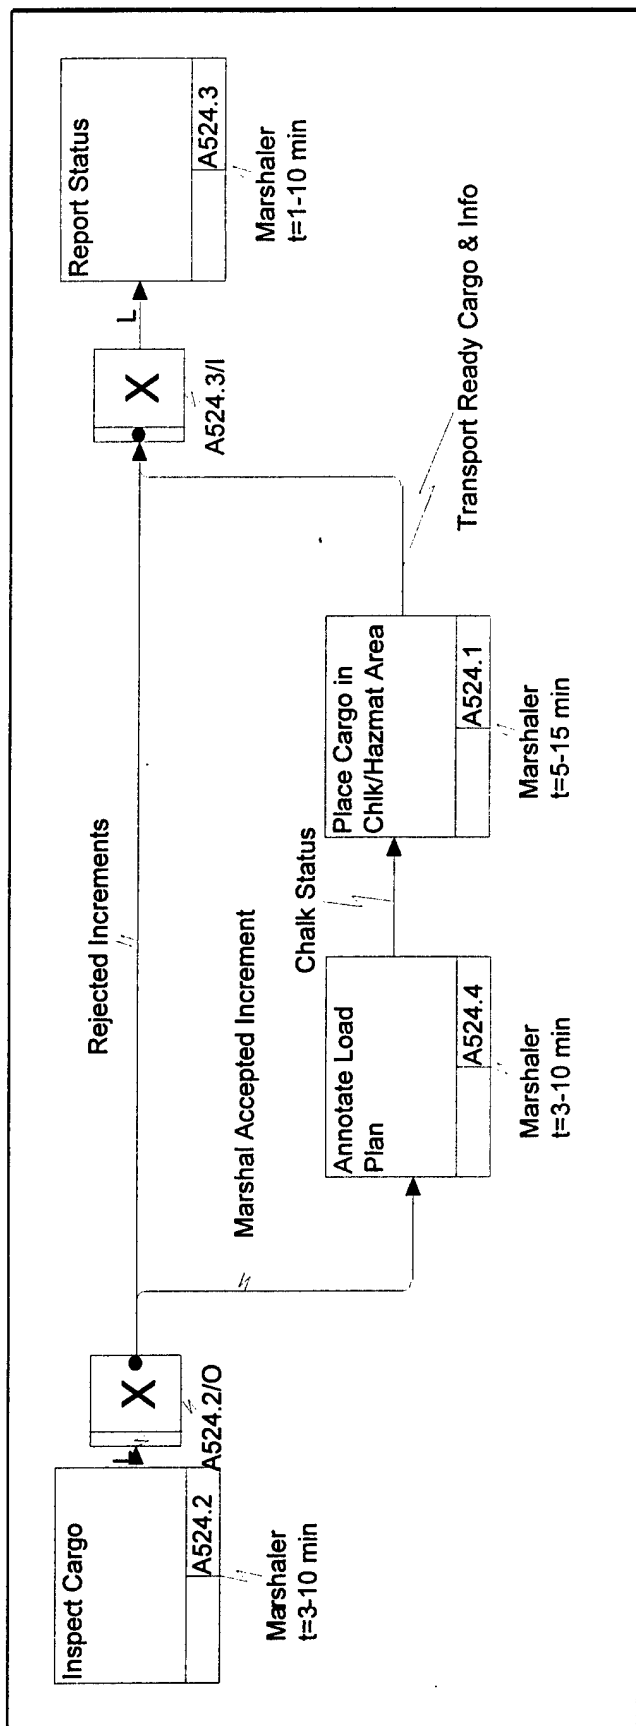 Inspect Cargo
A524.2
Marshaler
t=3-10 min
L
X
A524.2/O
Rejected Increments
Marshal Accepted Increment
Annotate Load
Plan
A524.4
Marshaler
t=3-10 min
Chalk Status
Place Cargo in
Chlk/Hazmat Area
A524.1
Marshaler
t=5-15 min
Transport Ready Cargo & Info
X
A524.3/I
L
Report Status
A524.3
Marshaler
t=1-10 min